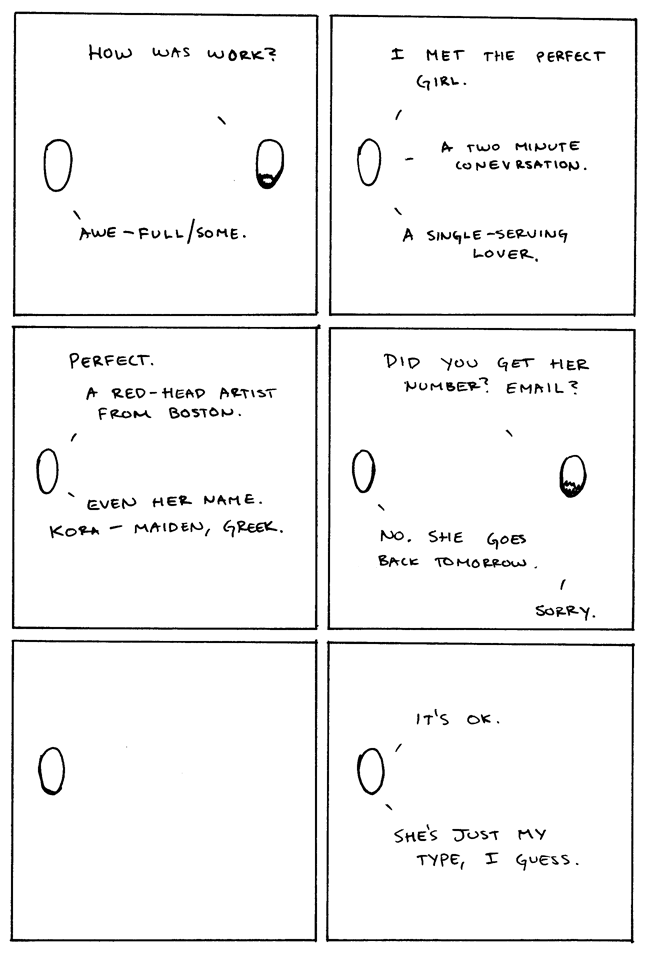 HOW WAS WORK?
AWE-FULL/SOME.
I MET THE PERFECT
GIRL.
A TWO MINUTE
CONEVRSATION.
A SINGLE-SERVING
LOVER.
PERFECT.
A RED-HEAD ARTIST
FROM BOSTON.
EVEN HER NAME.
KORA - MAIDEN, GREEK.
DID YOU GET HER
NUMBER? EMAIL?
NO. SHE GOES
BACK TOMORROW.
SORRY.
IT'S OK.
SHE'S JUST MY
TYPE, I GUESS.